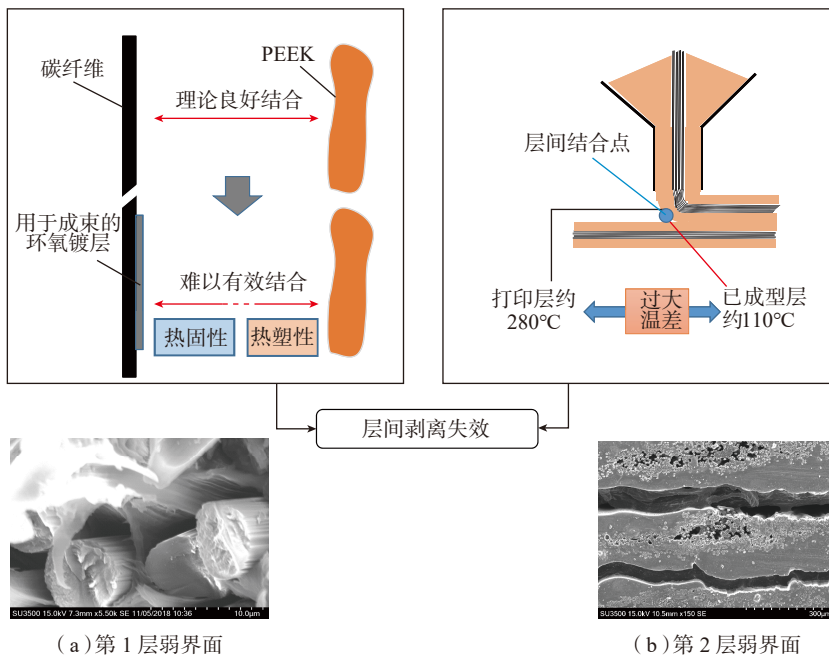 碳纤维
PEEK
理论良好结合
用于成束的
环氧镀层
难以有效结合
热固性
热塑性
层间结合点
打印层约
280℃
过大
温差
已成型层
约110℃
层间剥离失效
SU3500 15.0kV 7.3mm x5.50k SE 11/05/2018 10:36
10.0μm
SU3500 15.0kV 10.5mm x150 SE
300μm
(a)第1层弱界面
(b)第2层弱界面